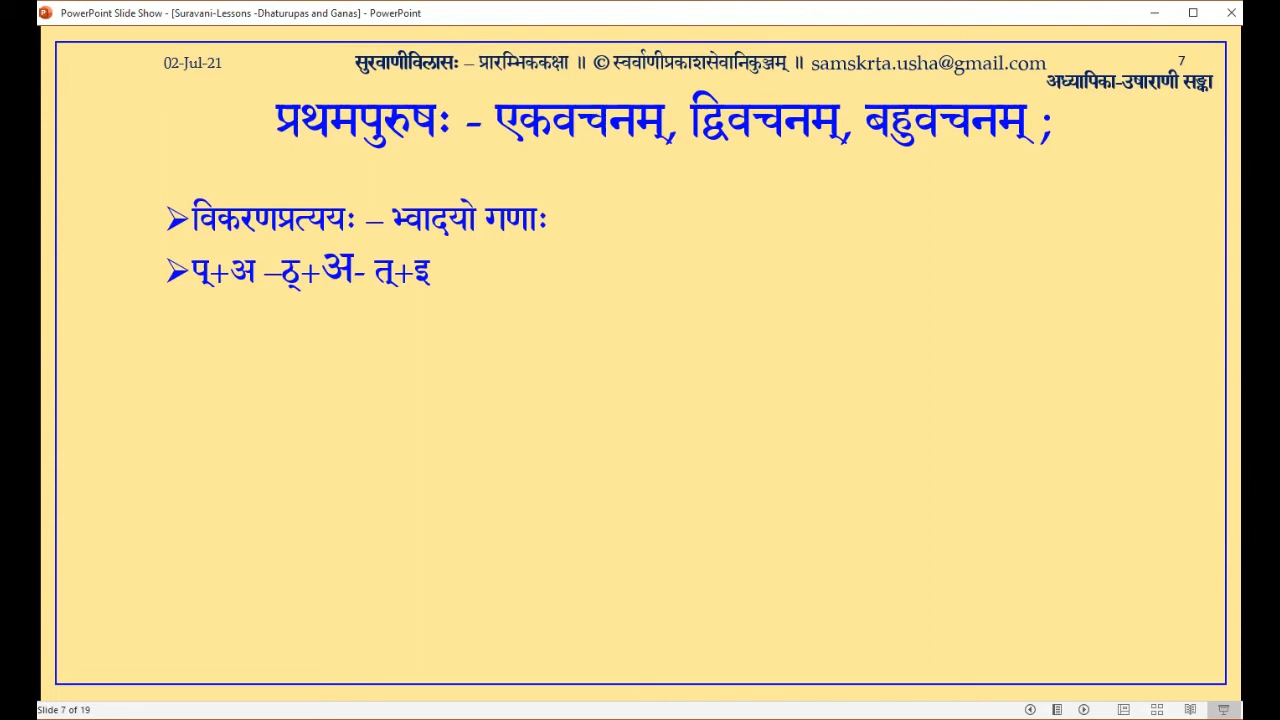 PowerPoint Slide Show - [Suravani-Lessons -Dhaturupas and Ganas] - PowerPoint
02-Jul-21 सुरवाणीविलासः – प्रारम्भिककक्षा ॥ © स्वर्वाणीप्रकाशसेवानिकुञ्जम् ॥ samskrta.usha@gmail.com 7
अध्यापिका-उषाराणी सङ्का
प्रथमपुरुषः - एकवचनम्, द्विवचनम्, बहुवचनम् ;
➢विकरणप्रत्ययः – भ्वादयो गणाः
➢प्+अ –ठ्+अ- त्+इ
Slide 7 of 19